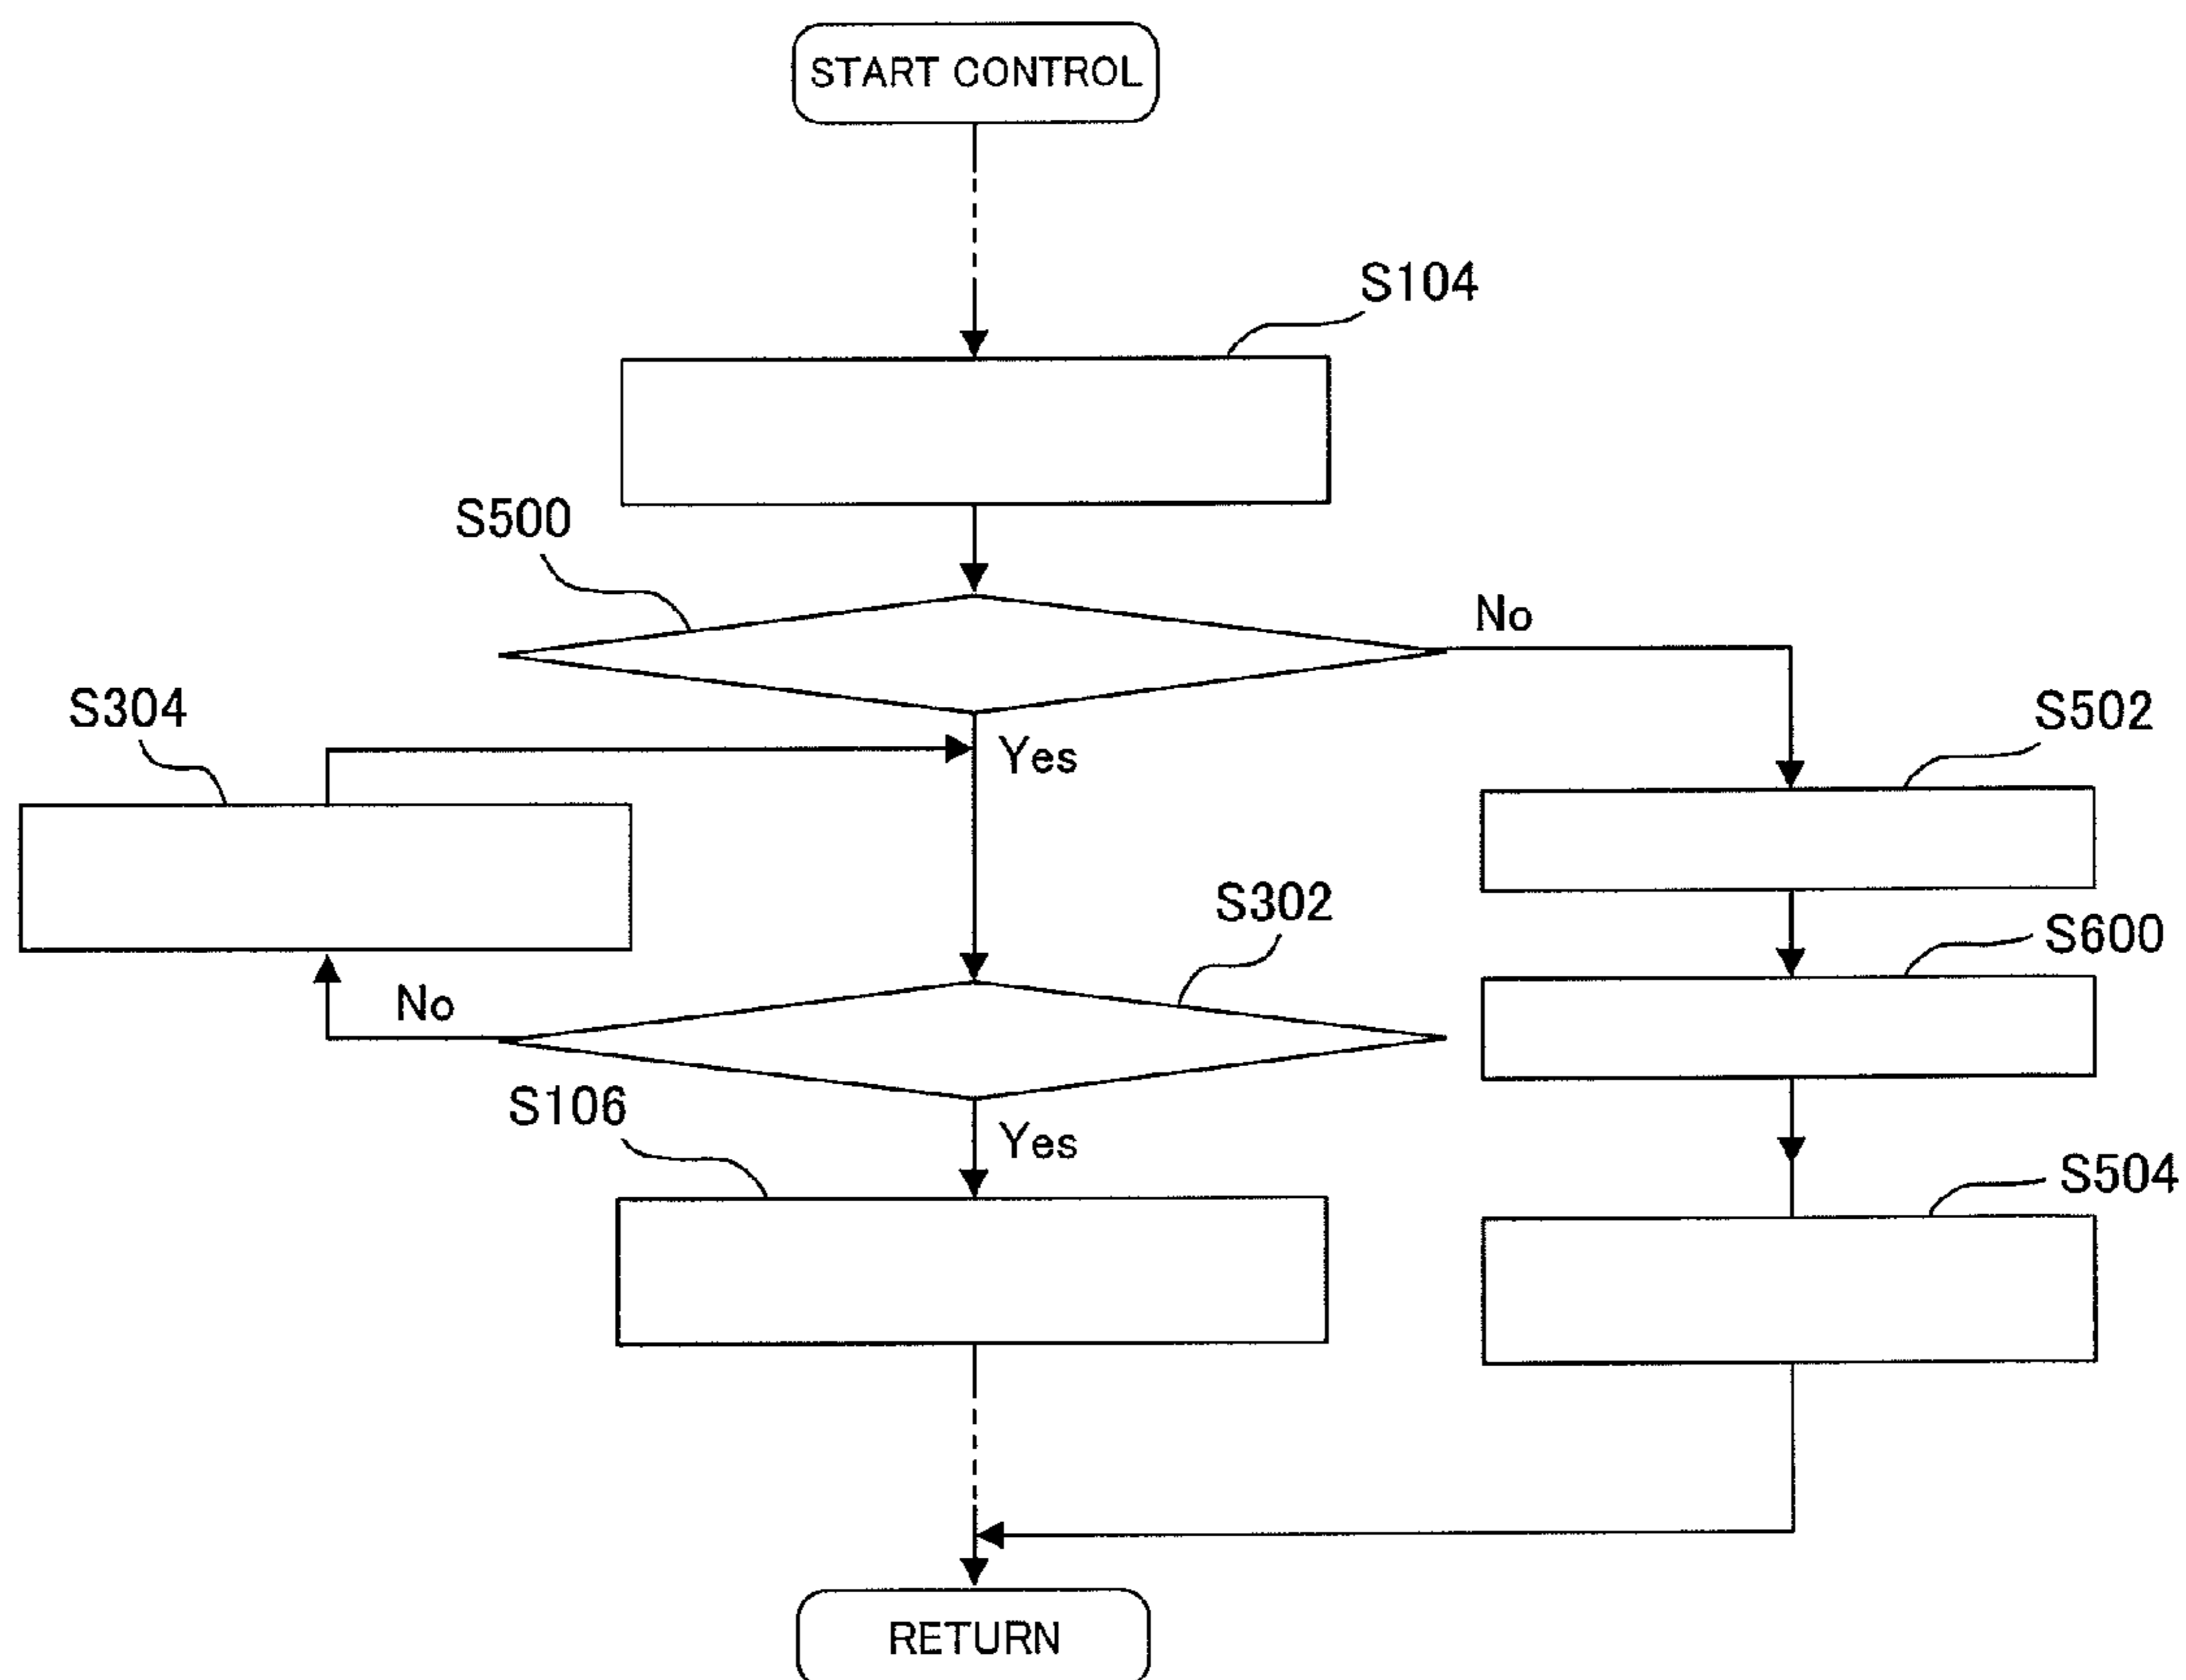 START CONTROL
S104
S500
No
S304
Yes
S502
S302
S600
No
S106
Yes
S504
RETURN